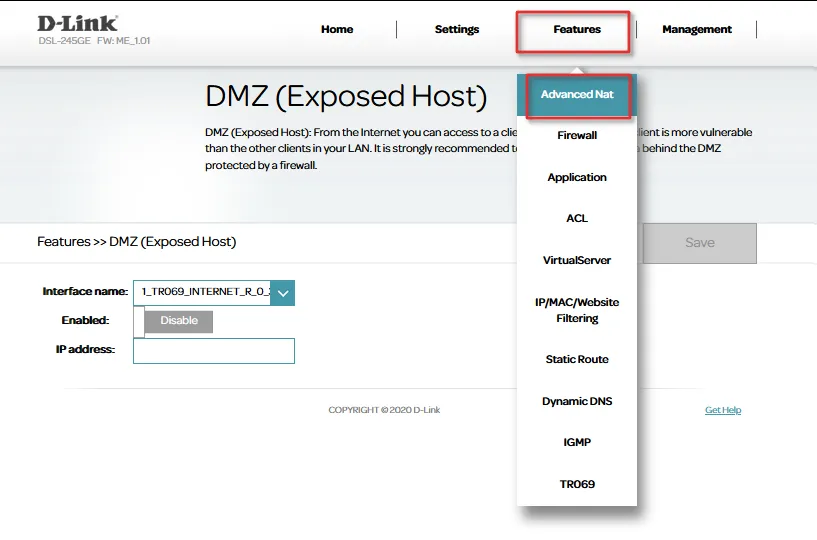 D-Link
DSL-245GE FW: ME_1.01
Home
Settings
Features
Management
DMZ (Exposed Host)
DMZ (Exposed Host): From the Internet you can access to a clie
lient is more vulnerable
than the other clients in your LAN. It is strongly recommended to
behind the DMZ
protected by a firewall.
Advanced Nat
Firewall
Application
ACL
VirtualServer
IP/MAC/Website
Filtering
Static Route
Dynamic DNS
IGMP
TR069
Features >> DMZ (Exposed Host)
Save
Interface name:
1_TR069_INTERNET_R_0_
Enabled:
Disable
IP address:
COPYRIGHT © 2020 D-Link
Get Help